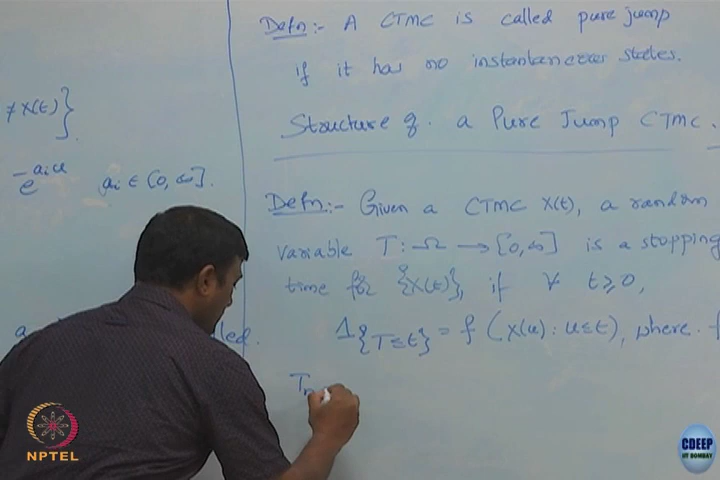 ≠ X(t)}
e^{-a_i u} a_i ∈ [0, ∞].
Defn:- A CTMC is called pure jump
if it has no instantaneous states.
Structure of a Pure Jump CTMC.
Defn:- Given a CTMC X(t), a random
variable T: Ω → [0, ∞] is a stopping
time for {X(t)}, if ∀ t ≥ 0,
1_{T ≤ t} = f (X(u) : u ≤ t), where f
T
NPTEL
CDEEP
IIT BOMBAY